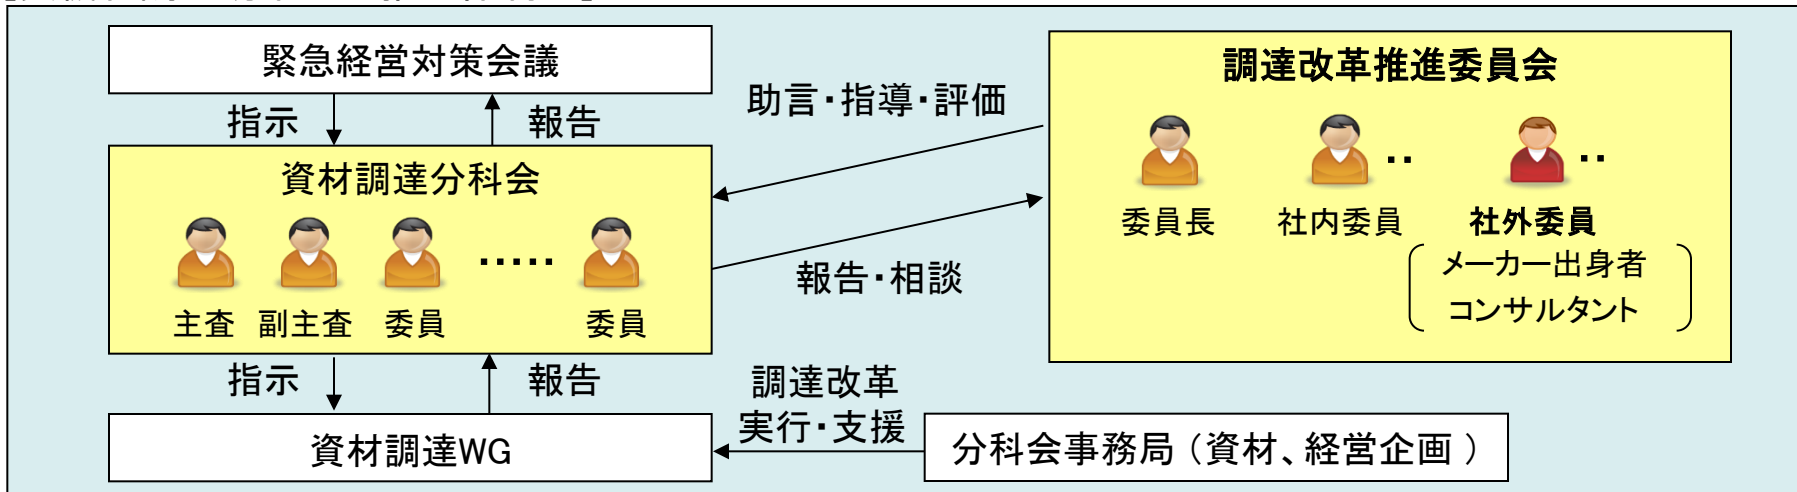 緊急経営対策会議
指示
報告
資材調達分科会
主査
副主査
委員
・・・・・
委員
指示
報告
資材調達WG
助言・指導・評価
報告・相談
調達改革
実行・支援
分科会事務局（資材、経営企画 ）
調達改革推進委員会
委員長
社内委員
・・
社外委員
・・
メーカー出身者
コンサルタント